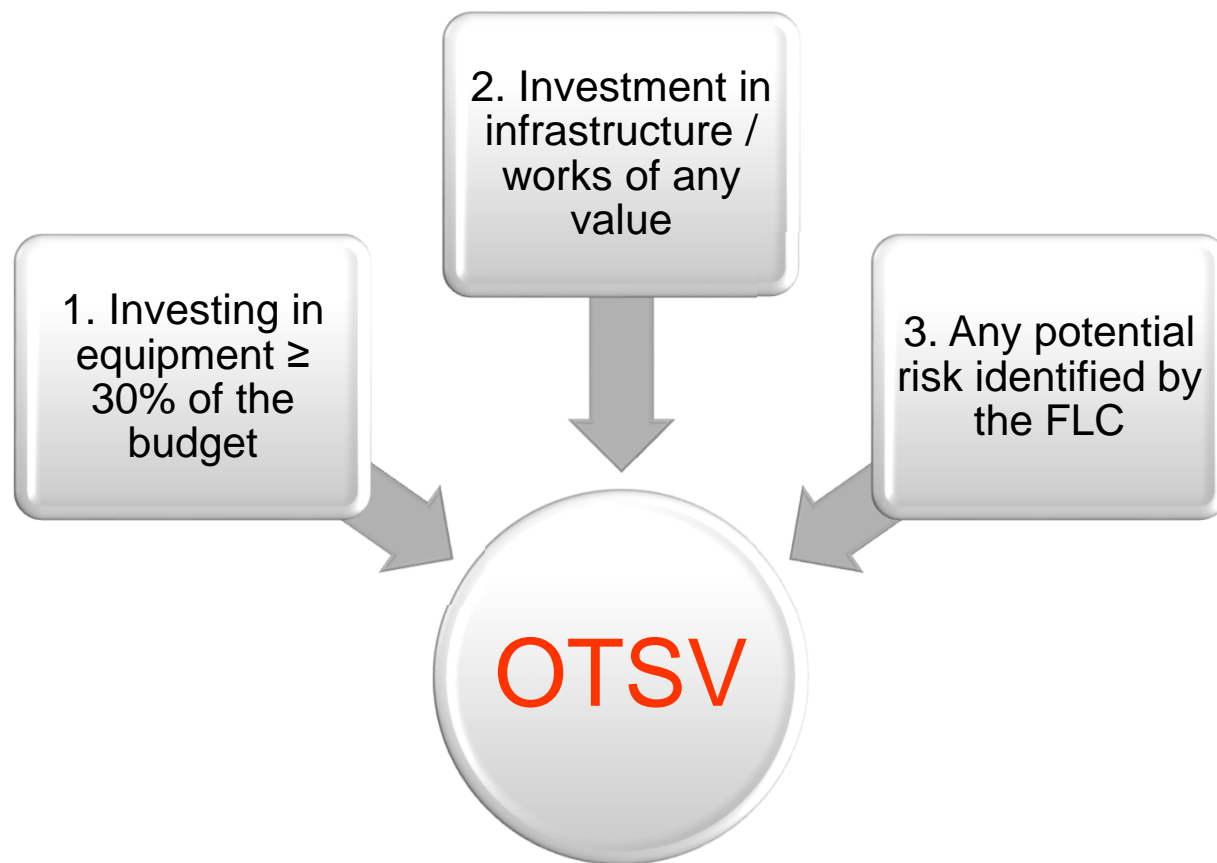 1. Investing in
equipment ≥
30% of the
budget
2. Investment in
infrastructure /
works of any
value
3. Any potential
risk identified by
the FLC
OTSV